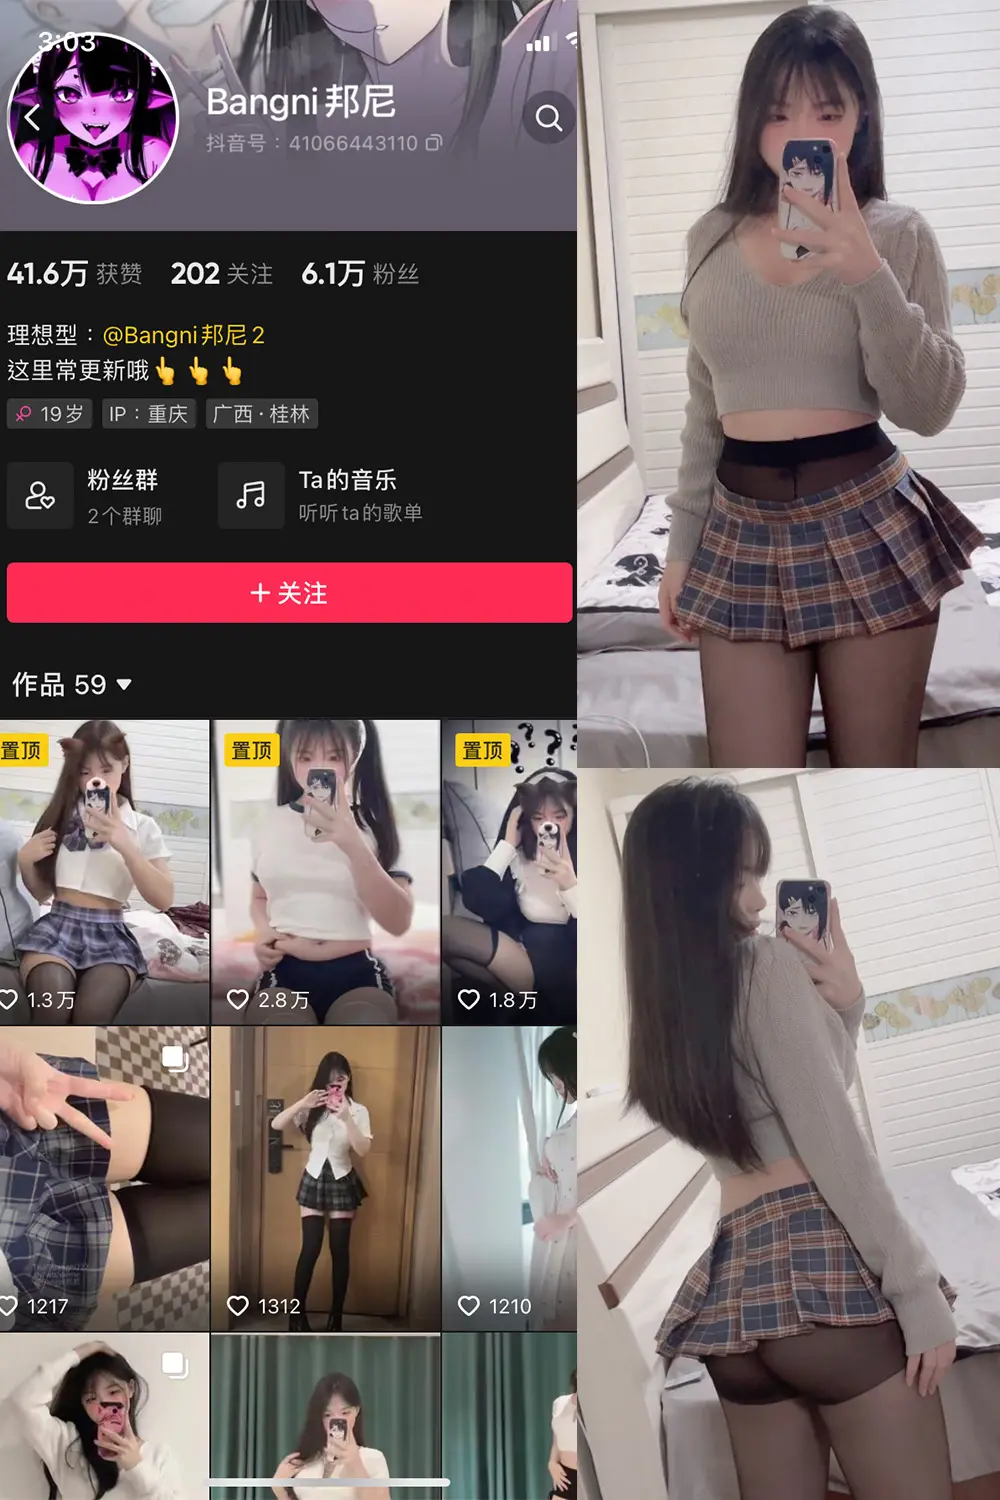 3:03
Bangni邦尼
抖音号：41066443110
41.6万 获赞 202 关注 6.1万 粉丝
理想型：@Bangni邦尼2
这里常更新哦👆👆👆
19岁 IP：重庆 广西·桂林
粉丝群
2个群聊
Ta的音乐
听听ta的歌单
+ 关注
作品 59
置顶 置顶 置顶
1.3万 2.8万 1.8万
1217 1312 1210